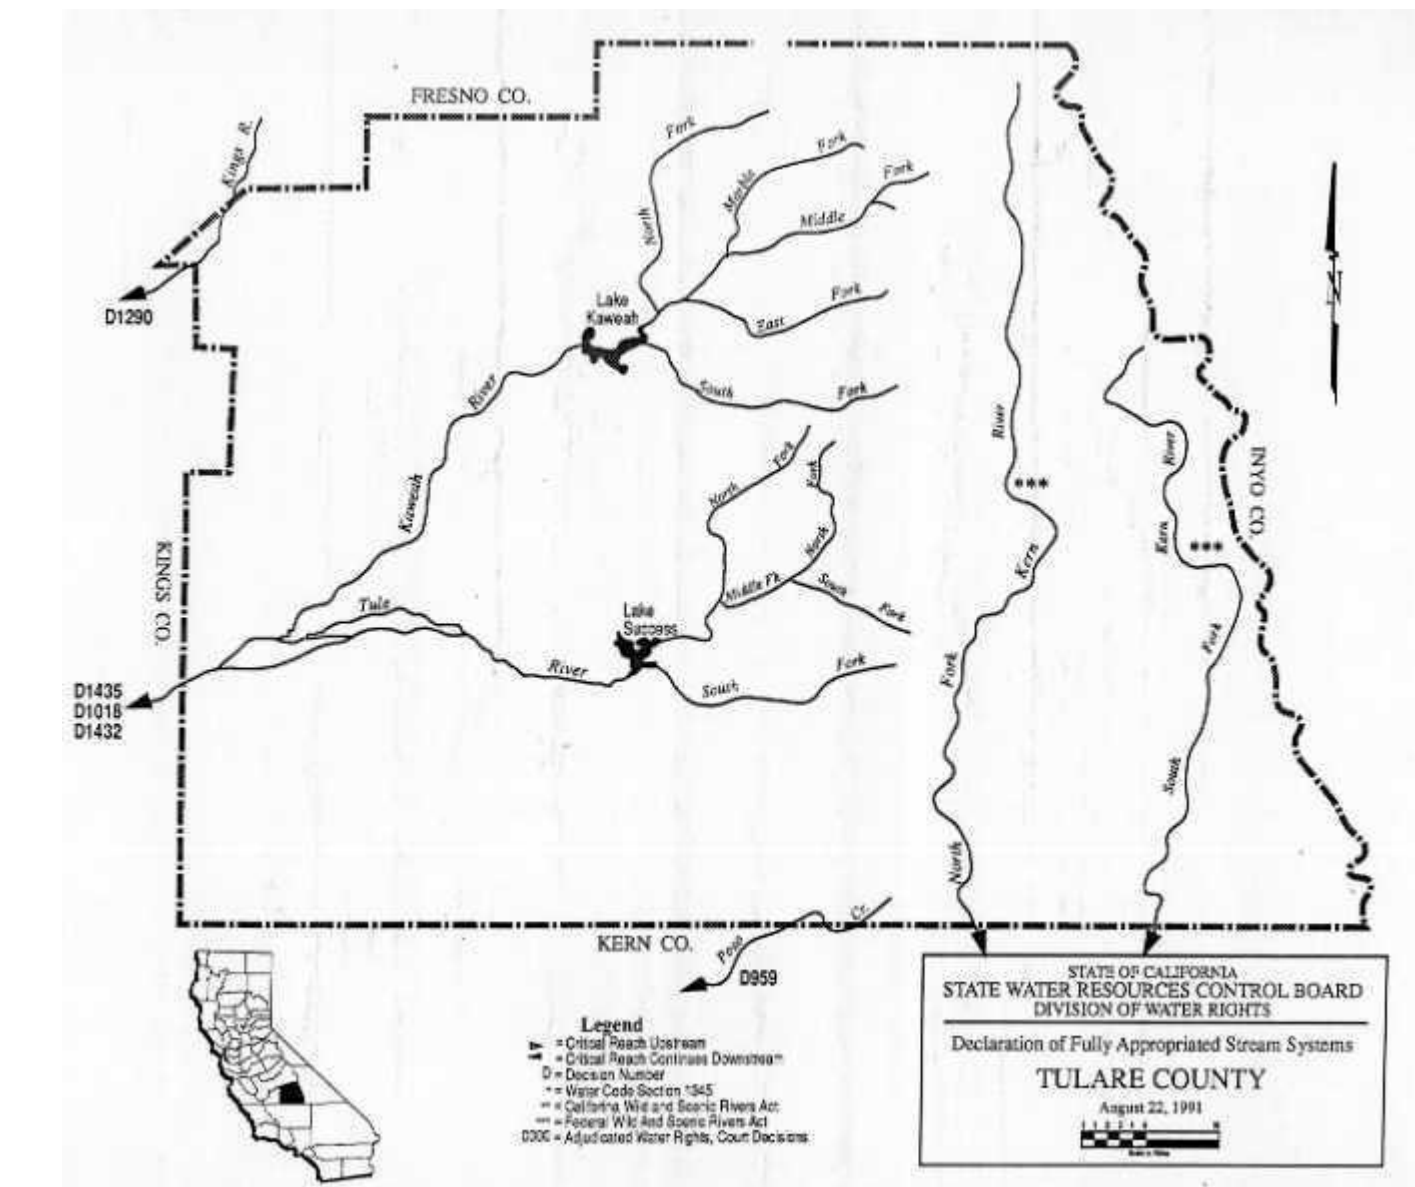 FRESNO CO.
Kings R.
D1290
North Fork
Marble Fork
Middle Fork
East Fork
South Fork
Lake
Kaweah
Kaweah River
North Fork
North Fork
Middle Fk.
South Fork
Lake
Success
South Fork
Tule River
KINGS CO.
D1435
D1018
D1432
North Fork Kern River
***
South Fork Kern River
***
INYO CO.
N
KERN CO.
Poso Cr.
D959
Legend
= Critical Reach Upstream
= Critical Reach Continues Downstream
D = Decision Number
* = Water Code Section 1345
** = California Wild and Scenic Rivers Act
*** = Federal Wild And Scenic Rivers Act
= Adjudicated Water Rights, Court Decisions
STATE OF CALIFORNIA
STATE WATER RESOURCES CONTROL BOARD
DIVISION OF WATER RIGHTS
Declaration of Fully Appropriated Stream Systems
TULARE COUNTY
August 22, 1991